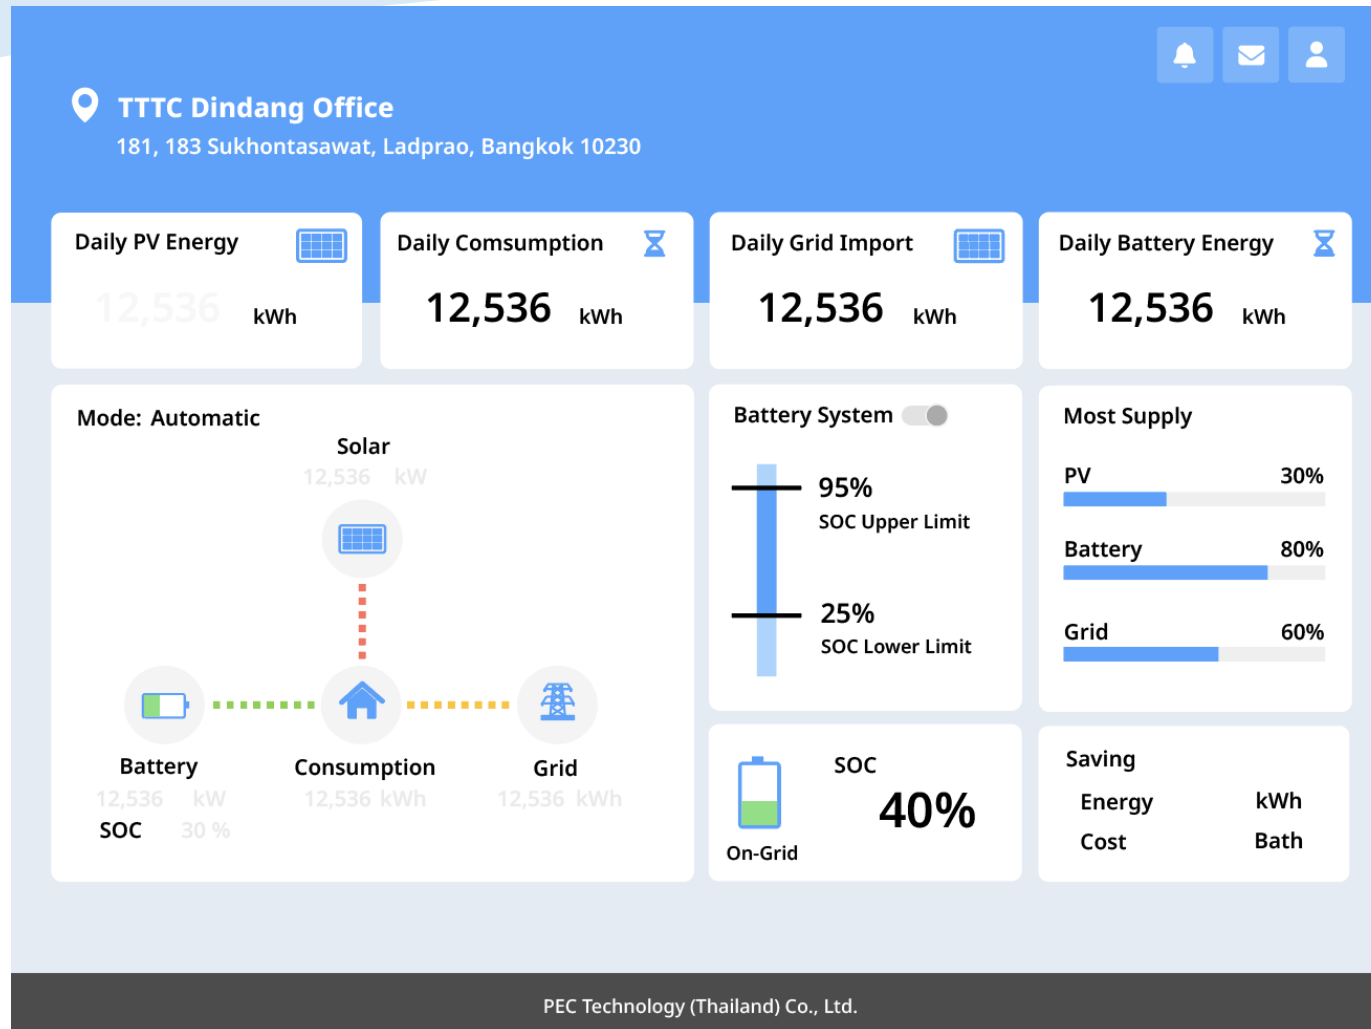 TTTC Dindang Office
181, 183 Sukhontasawat, Ladprao, Bangkok 10230
Daily PV Energy
12,536 kWh
Daily Comsumption
12,536 kWh
Daily Grid Import
12,536 kWh
Daily Battery Energy
12,536 kWh
Mode: Automatic
Solar
12,536 kW
Battery
12,536 kW
SOC 30 %
Consumption
12,536 kWh
Grid
12,536 kWh
Battery System
95%
SOC Upper Limit
25%
SOC Lower Limit
Most Supply
PV 30%
Battery 80%
Grid 60%
SOC
40%
On-Grid
Saving
Energy kWh
Cost Bath
PEC Technology (Thailand) Co., Ltd.